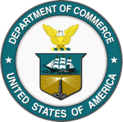 DEPARTMENT OF COMMERCE
UNITED STATES OF AMERICA